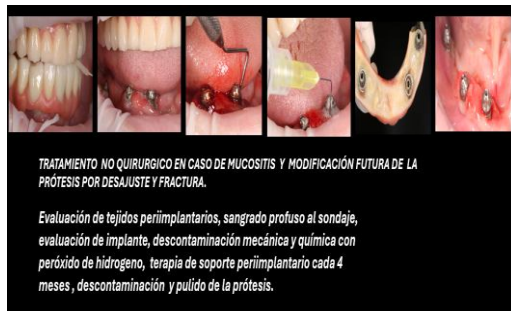 TRATAMIENTO NO QUIRURGICO EN CASO DE MUCOSITIS Y MODIFICACIÓN FUTURA DE LA
PRÓTESIS POR DESAJUSTE Y FRACTURA.
Evaluación de tejidos periimplantarios, sangrado profuso al sondaje,
evaluación de implante, descontaminación mecánica y química con
peróxido de hidrogeno, terapia de soporte periimplantario cada 4
meses , descontaminación y pulido de la prótesis.